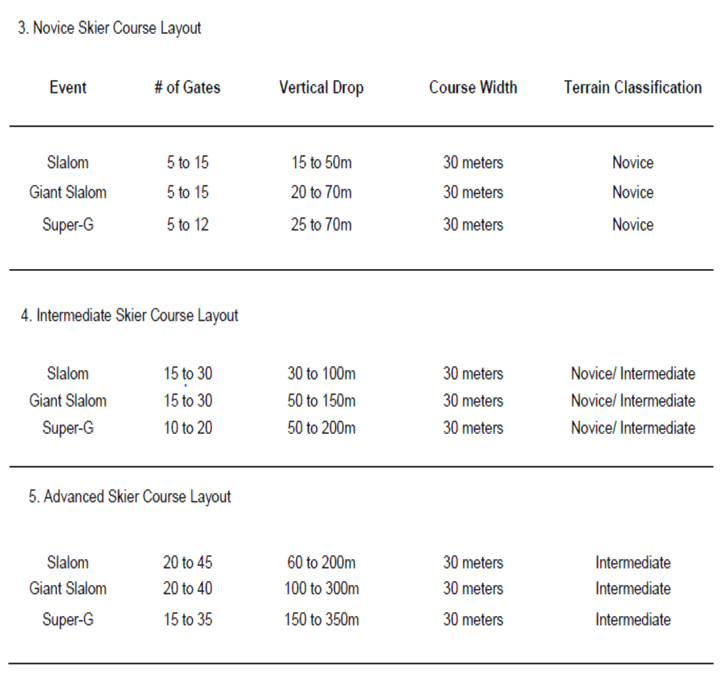 3. Novice Skier Course Layout
Event # of Gates Vertical Drop Course Width Terrain Classification
Slalom 5 to 15 15 to 50m 30 meters Novice
Giant Slalom 5 to 15 20 to 70m 30 meters Novice
Super-G 5 to 12 25 to 70m 30 meters Novice
4. Intermediate Skier Course Layout
Slalom 15 to 30 30 to 100m 30 meters Novice/ Intermediate
Giant Slalom 15 to 30 50 to 150m 30 meters Novice/ Intermediate
Super-G 10 to 20 50 to 200m 30 meters Novice/ Intermediate
5. Advanced Skier Course Layout
Slalom 20 to 45 60 to 200m 30 meters Intermediate
Giant Slalom 20 to 40 100 to 300m 30 meters Intermediate
Super-G 15 to 35 150 to 350m 30 meters Intermediate